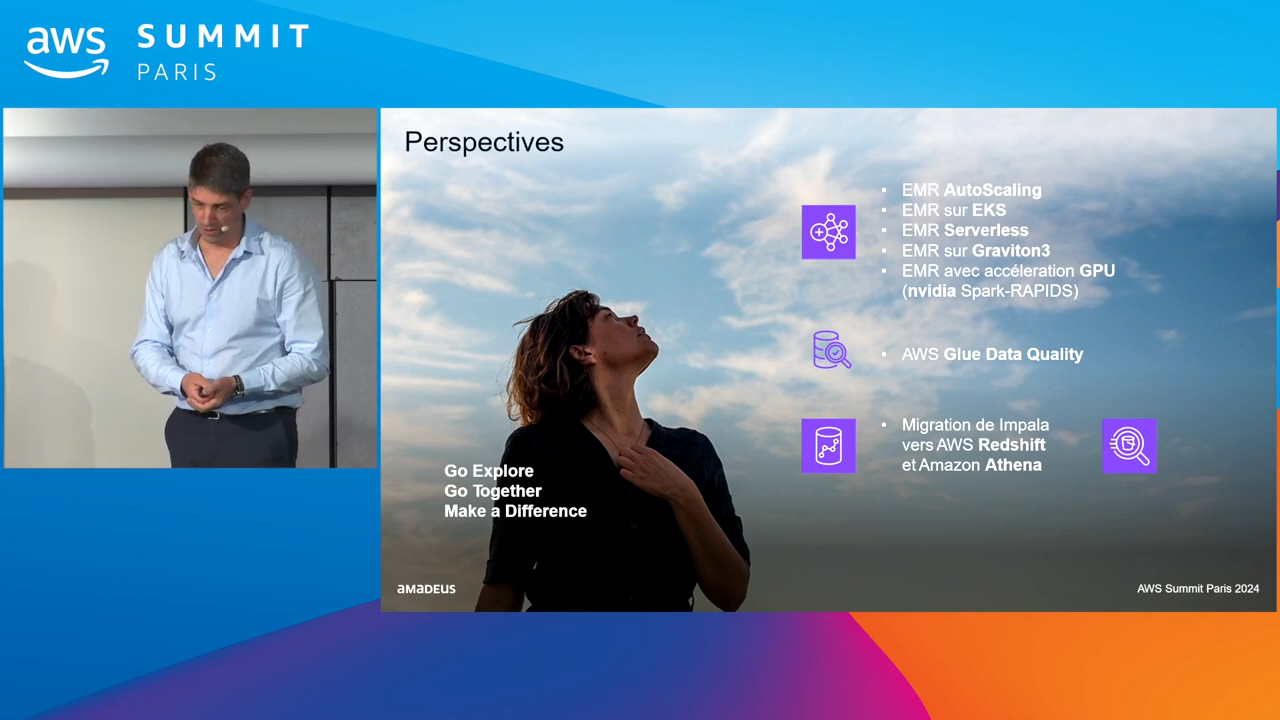 aws SUMMIT
PARIS
Perspectives
• EMR AutoScaling
• EMR sur EKS
• EMR Serverless
• EMR sur Graviton3
• EMR avec accéleration GPU
(nvidia Spark-RAPIDS)
• AWS Glue Data Quality
• Migration de Impala
vers AWS Redshift
et Amazon Athena
Go Explore
Go Together
Make a Difference
amadeus
AWS Summit Paris 2024